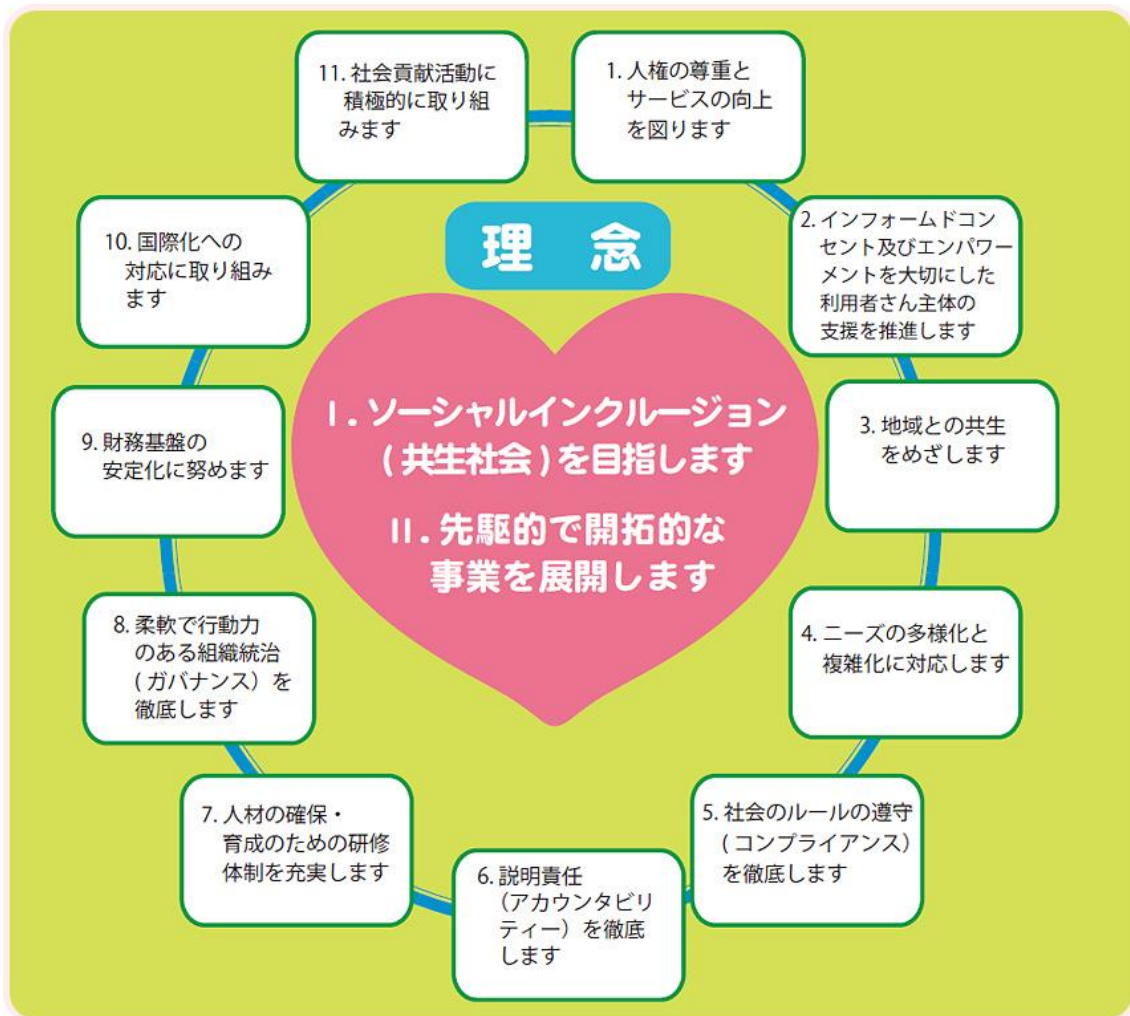 理 念
I.ソーシャルインクルージョン
(共生社会)を目指します
II.先駆的で開拓的な
事業を展開します
1. 人権の尊重と
サービスの向上
を図ります
2. インフォームドコン
セント及びエンパワー
メントを大切にした
利用者さん主体の
支援を推進します
3. 地域との共生
をめざします
4. ニーズの多様化と
複雑化に対応します
5. 社会のルールの遵守
(コンプライアンス)
を徹底します
6. 説明責任
(アカウンタビリ
ティー)を徹底
します
7. 人材の確保・
育成のための研修
体制を充実します
8. 柔軟で行動力
のある組織統治
(ガバナンス)を
徹底します
9. 財務基盤の
安定化に努めます
10. 国際化への
対応に取り組み
ます
11. 社会貢献活動に
積極的に取り組
みます